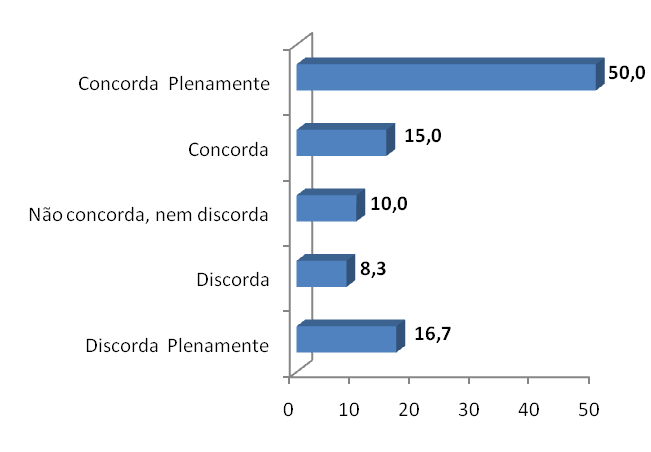 Concorda Plenamente 50,0
Concorda 15,0
Não concorda, nem discorda 10,0
Discorda 8,3
Discorda Plenamente 16,7
0 10 20 30 40 50